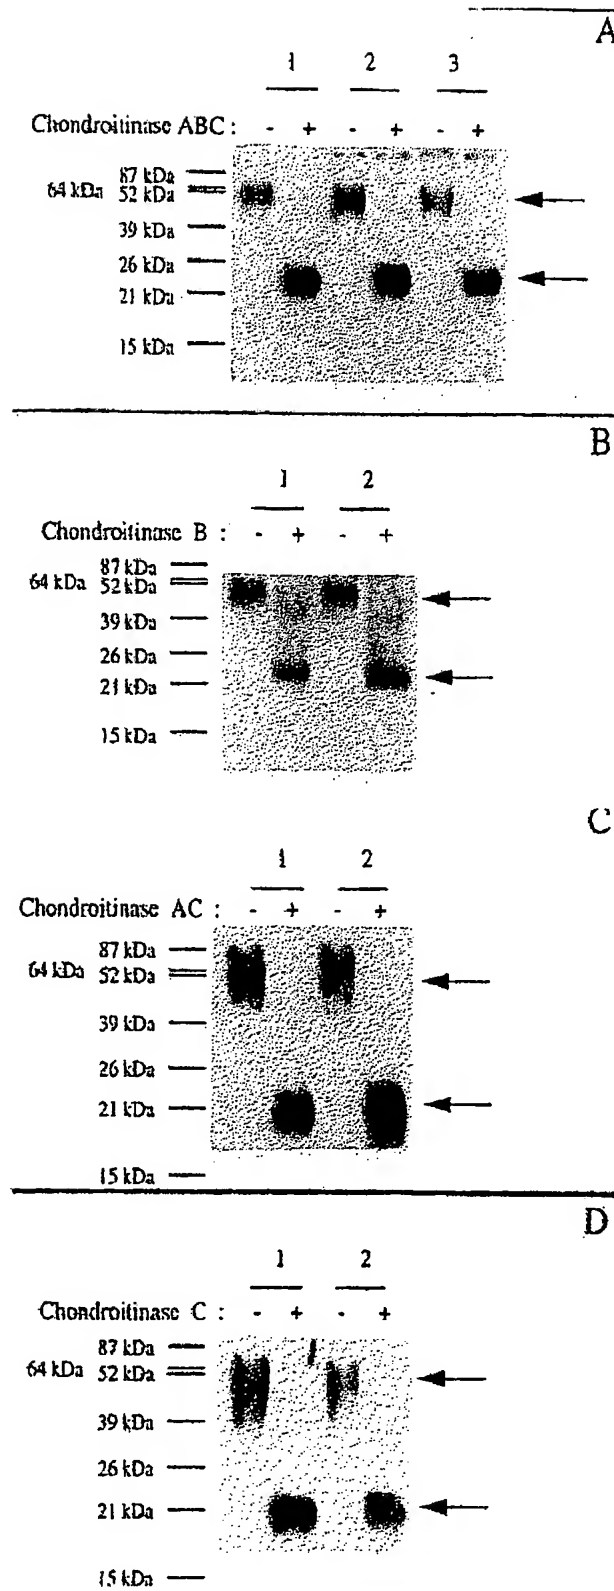 A
1 2 3
Chondroitinase ABC : - + - + - +
87 kDa
64 kDa 52 kDa
39 kDa
26 kDa
21 kDa
15 kDa
B
1 2
Chondroitinase B : - + - +
87 kDa
64 kDa 52 kDa
39 kDa
26 kDa
21 kDa
15 kDa
C
1 2
Chondroitinase AC : - + - +
87 kDa
64 kDa 52 kDa
39 kDa
26 kDa
21 kDa
15 kDa
D
1 2
Chondroitinase C : - + - +
87 kDa
64 kDa 52 kDa
39 kDa
26 kDa
21 kDa
15 kDa